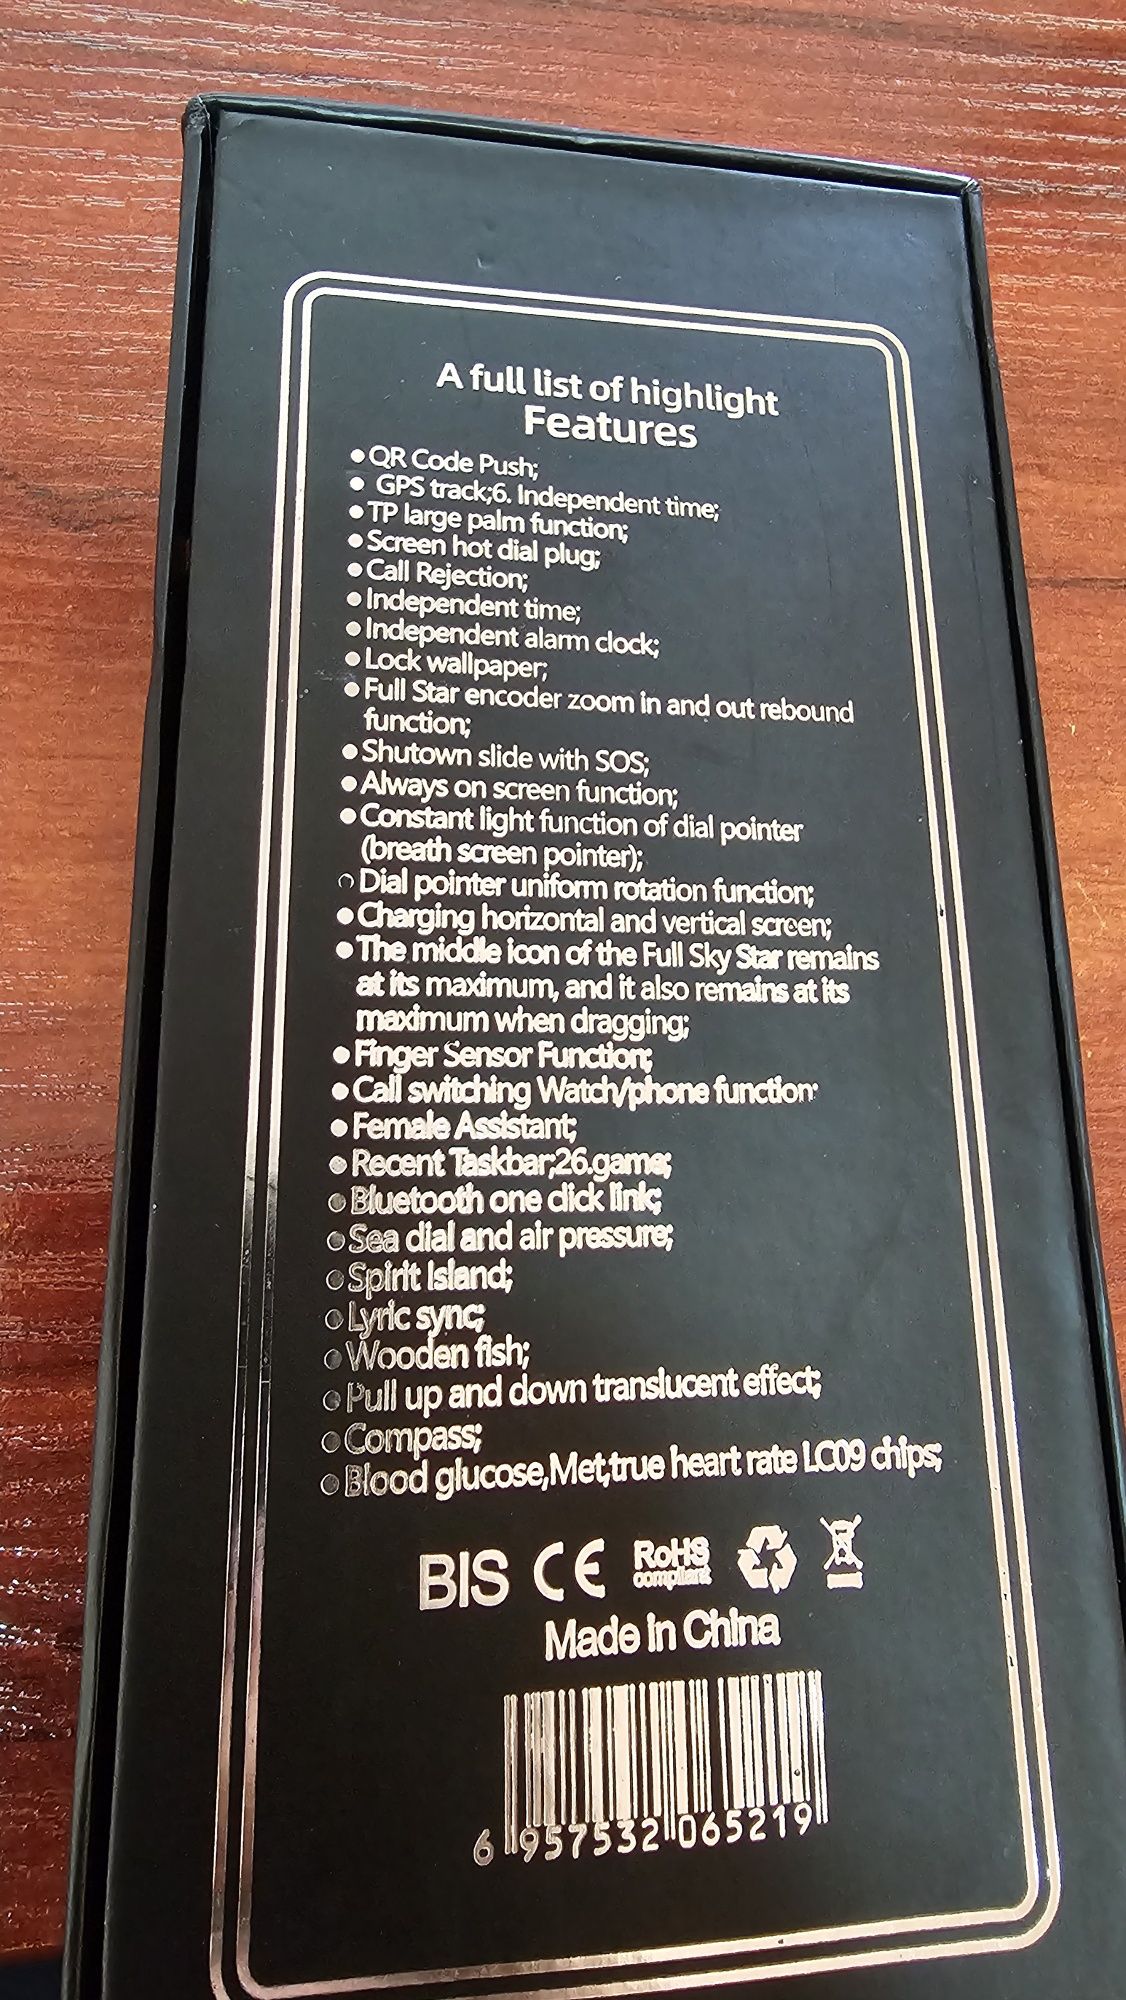 A full list of highlight
Features
●QR Code Push;
● GPS track;6. Independent time;
●TP large palm function;
●Screen hot dial plug;
●Call Rejection;
●Independent time;
●Independent alarm clock;
●Lock wallpaper;
●Full Star encoder zoom in and out rebound
function;
●Shutown slide with SOS;
●Always on screen function;
●Constant light function of dial pointer
(breath screen pointer);
●Dial pointer uniform rotation function;
●Charging horizontal and vertical screen;
●The middle icon of the Full Sky Star remains
at its maximum, and it also remains at its
maximum when dragging;
●Finger Sensor Function;
●Call switching Watch/phone function;
●Female Assistant;
●Recent Taskbar;26.game;
●Bluetooth one click link;
●Sea dial and air pressure;
●Spirit Island;
●Lyric sync;
●Wooden fish;
●Pull up and down translucent effect;
●Compass;
●Blood glucose,Met,true heart rate LC09 chips;
BIS CE RoHS
compliant
Made in China
6 957532 065219